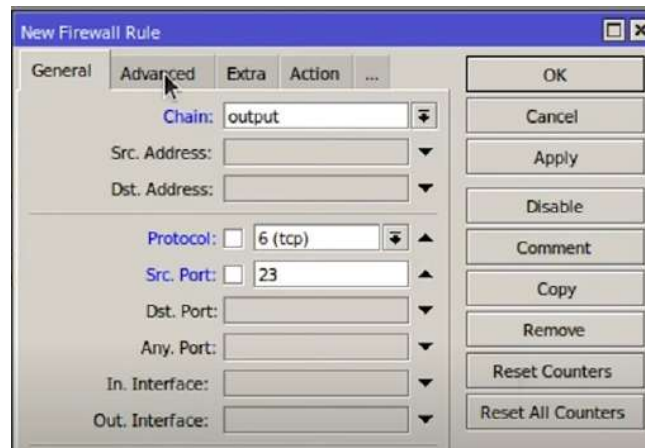 New Firewall Rule
General Advanced Extra Action ...
Chain: output
Src. Address:
Dst. Address:
Protocol: 6 (tcp)
Src. Port: 23
Dst. Port:
Any. Port:
In. Interface:
Out. Interface:
OK
Cancel
Apply
Disable
Comment
Copy
Remove
Reset Counters
Reset All Counters